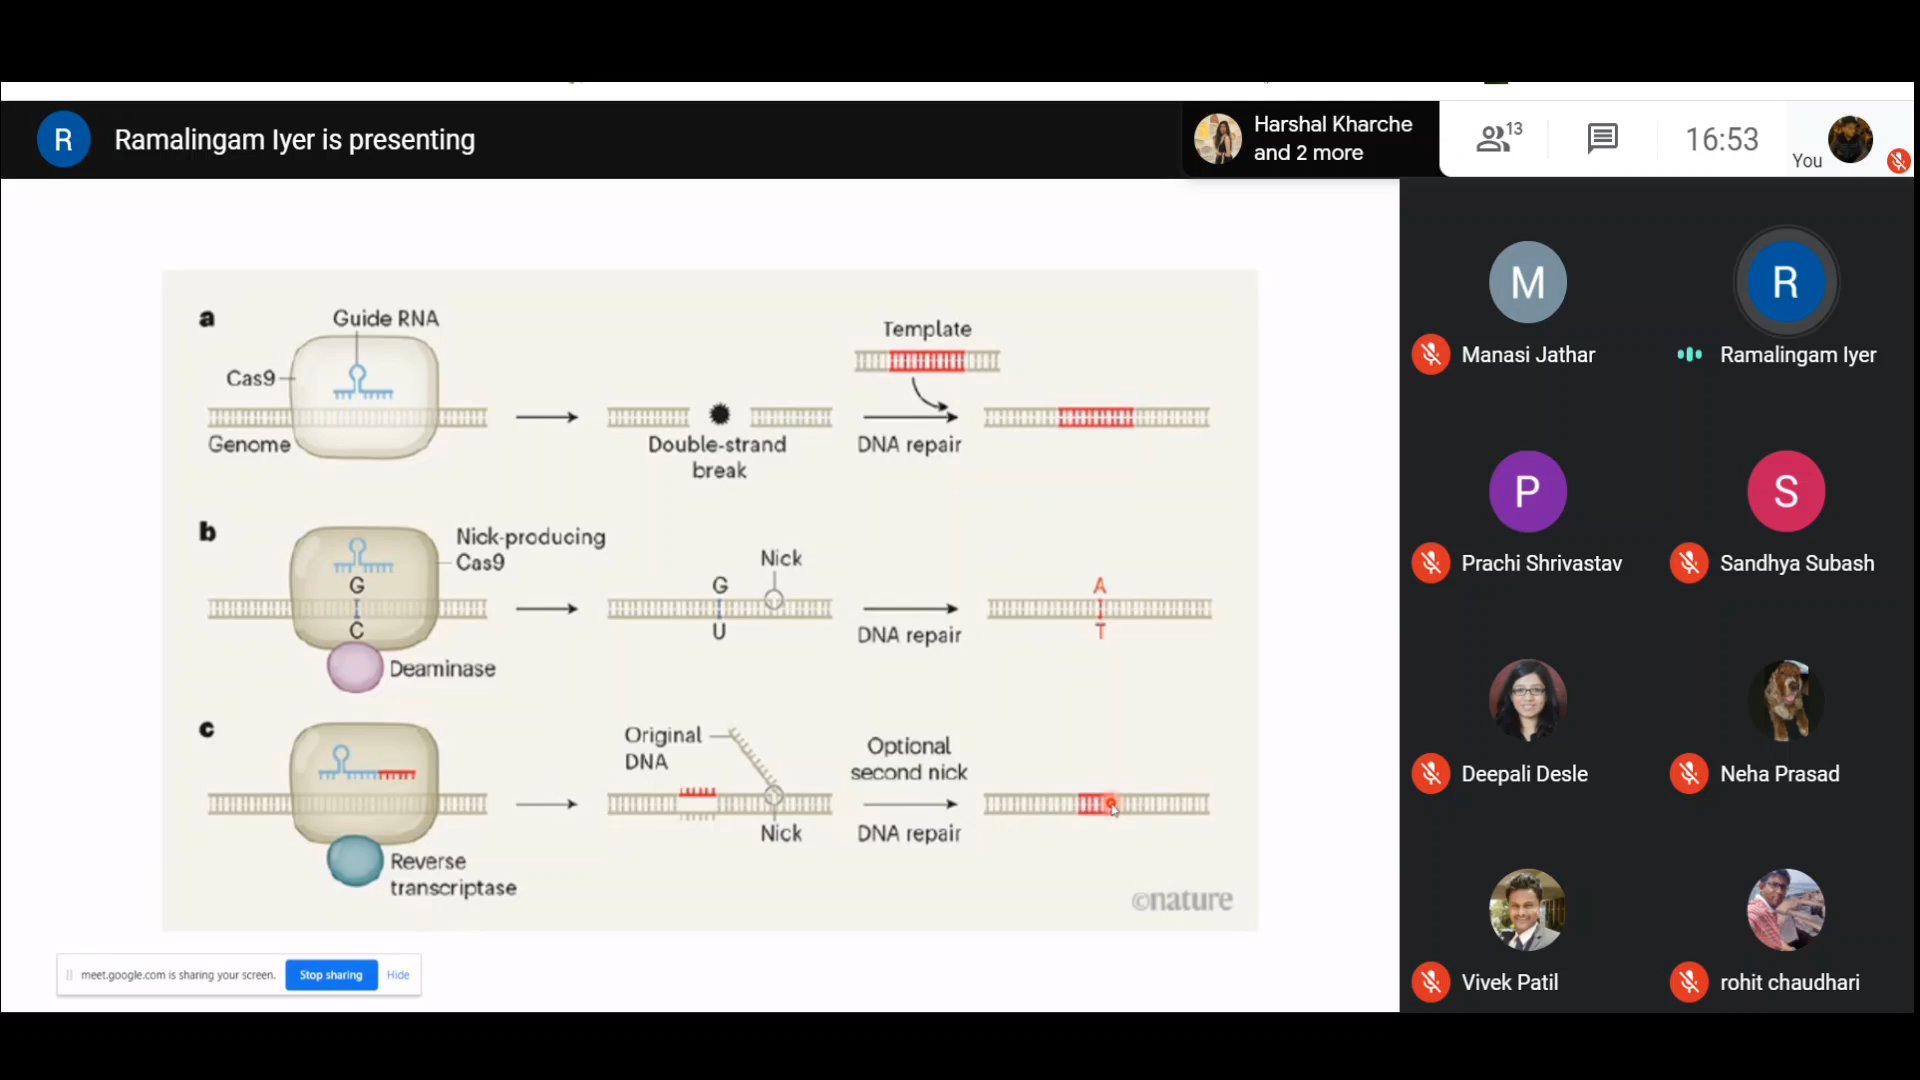 R
Ramalingam Iyer is presenting
Harshal Kharche
and 2 more
13
16:53
You
a
Guide RNA
Cas9
Genome
Double-strand
break
Template
DNA repair
b
Nick-producing
Cas9
G
C
Deaminase
G
U
Nick
DNA repair
A
T
c
Reverse
transcriptase
Original
DNA
Nick
Optional
second nick
DNA repair
©nature
meet.google.com is sharing your screen.
Stop sharing
Hide
M
Manasi Jathar
R
Ramalingam Iyer
P
Prachi Shrivastav
S
Sandhya Subash
Deepali Desle
Neha Prasad
Vivek Patil
rohit chaudhari